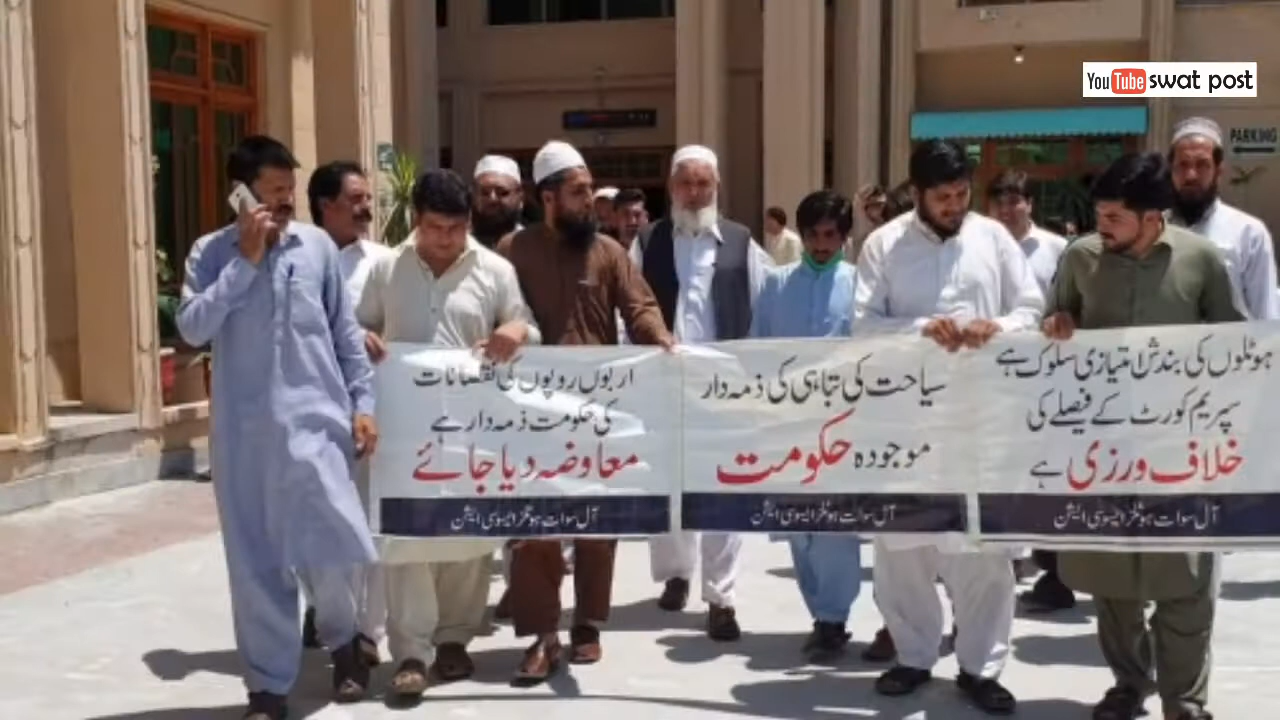 YouTube swat post
PARKING
ہوٹلوں کی بندش امتیازی سلوک ہے
سپریم کورٹ کے فیصلے کی
خلاف ورزی ہے
آل سوات ہوٹلز ایسوسی ایشن
سیاحت کی تباہی کی ذمہ دار
موجودہ حکومت
آل سوات ہوٹلز ایسوسی ایشن
اربوں روپوں کی نقصانات
کی حکومت ذمہ دار ہے
معاوضہ دیا جائے
آل سوات ہوٹلز ایسوسی ایشن